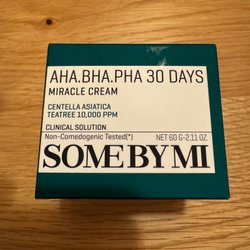 AHA.BHA.PHA 30 DAYS
MIRACLE CREAM
CENTELLA ASIATICA
TEATREE 10,000 PPM
CLINICAL SOLUTION
Non-Comedogenic Tested(*)
NET 60 G-2.11 OZ.
SOME BY MI